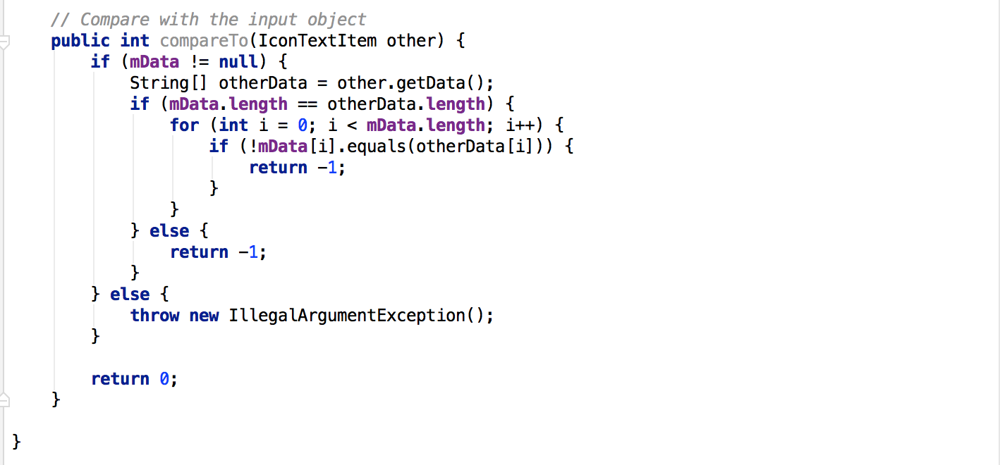 // Compare with the input object
public int compareTo(IconTextItem other) {
if (mData != null) {
String[] otherData = other.getData();
if (mData.length == otherData.length) {
for (int i = 0; i < mData.length; i++) {
if (!mData[i].equals(otherData[i])) {
return -1;
}
}
} else {
return -1;
}
} else {
throw new IllegalArgumentException();
}
return 0;
}
}